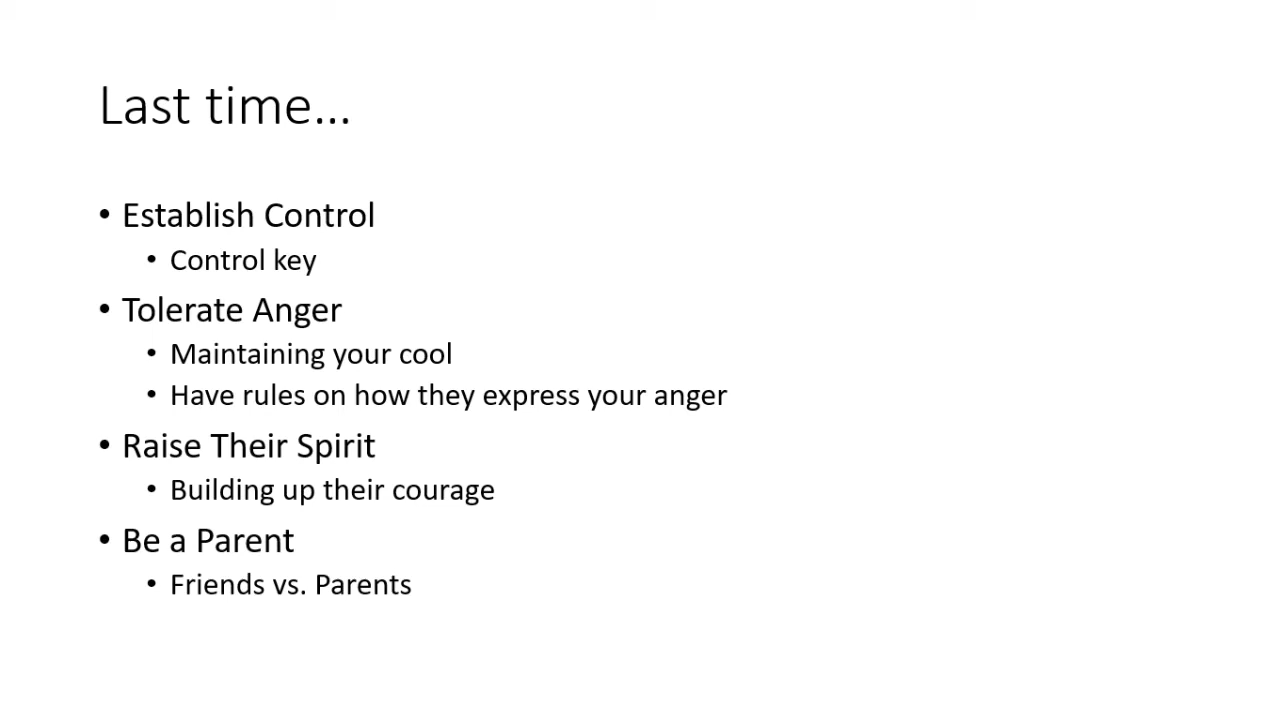 Last time...
• Establish Control
• Control key
• Tolerate Anger
• Maintaining your cool
• Have rules on how they express your anger
• Raise Their Spirit
• Building up their courage
• Be a Parent
• Friends vs. Parents